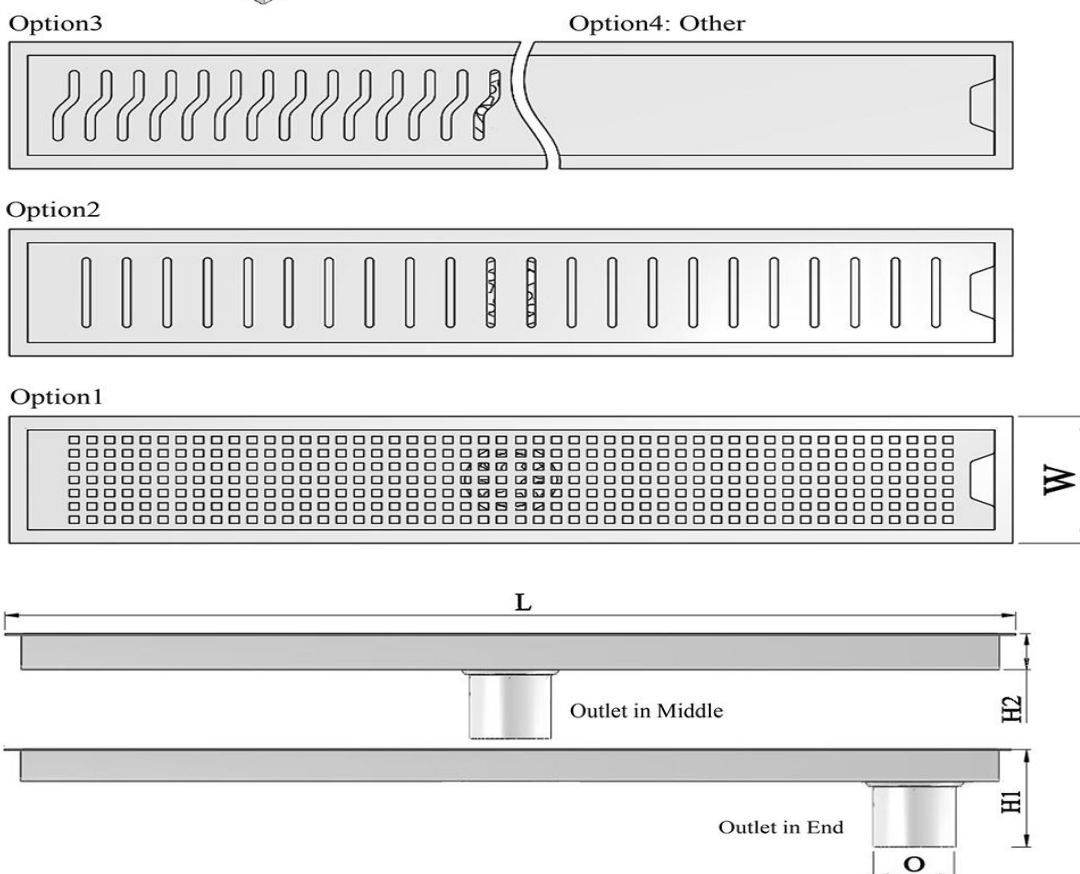 Option3
Option4: Other
Option2
Option1
W
L
Outlet in Middle
H2
H1
Outlet in End
O